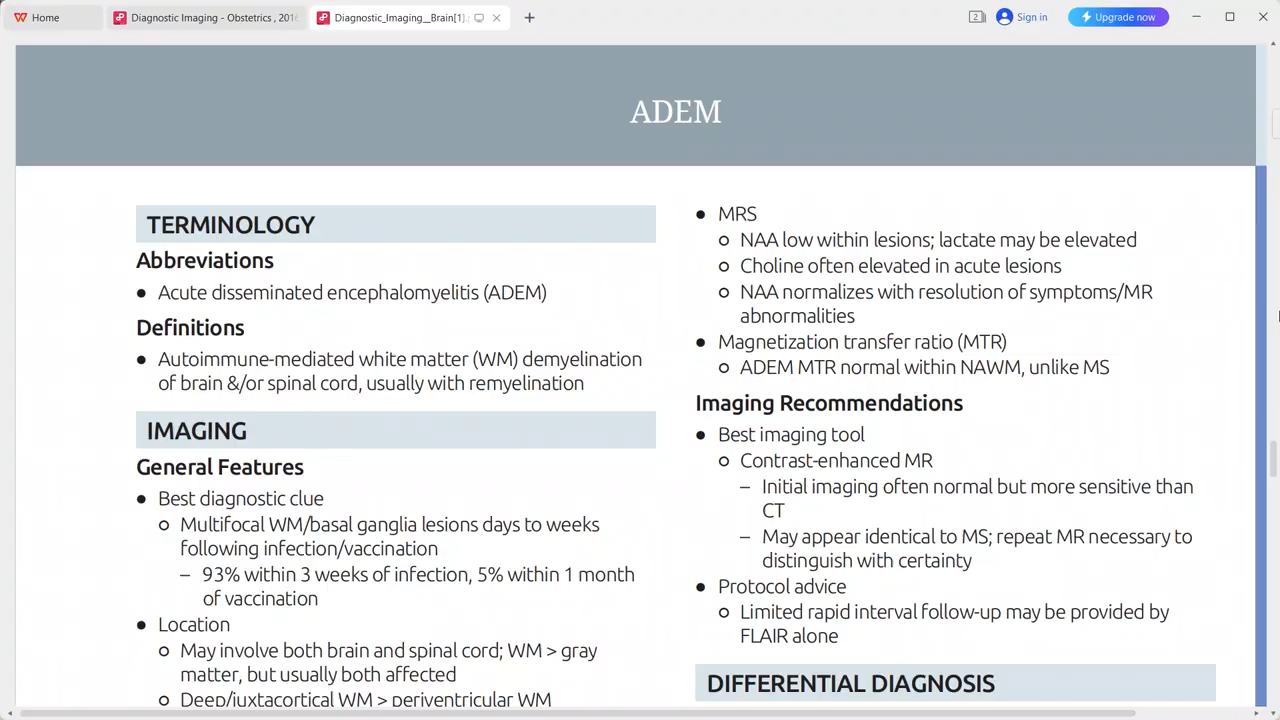 Home
Diagnostic Imaging - Obstetrics , 201
Diagnostic_Imaging__Brain[1].
2
Sign in
Upgrade now
ADEM
TERMINOLOGY
Abbreviations
● Acute disseminated encephalomyelitis (ADEM)
Definitions
● Autoimmune-mediated white matter (WM) demyelination
of brain &/or spinal cord, usually with remyelination
IMAGING
General Features
● Best diagnostic clue
○ Multifocal WM/basal ganglia lesions days to weeks
following infection/vaccination
– 93% within 3 weeks of infection, 5% within 1 month
of vaccination
● Location
○ May involve both brain and spinal cord; WM > gray
matter, but usually both affected
○ Deep/juxtacortical WM > periventricular WM
● MRS
○ NAA low within lesions; lactate may be elevated
○ Choline often elevated in acute lesions
○ NAA normalizes with resolution of symptoms/MR
abnormalities
● Magnetization transfer ratio (MTR)
○ ADEM MTR normal within NAWM, unlike MS
Imaging Recommendations
● Best imaging tool
○ Contrast-enhanced MR
– Initial imaging often normal but more sensitive than
CT
– May appear identical to MS; repeat MR necessary to
distinguish with certainty
● Protocol advice
○ Limited rapid interval follow-up may be provided by
FLAIR alone
DIFFERENTIAL DIAGNOSIS